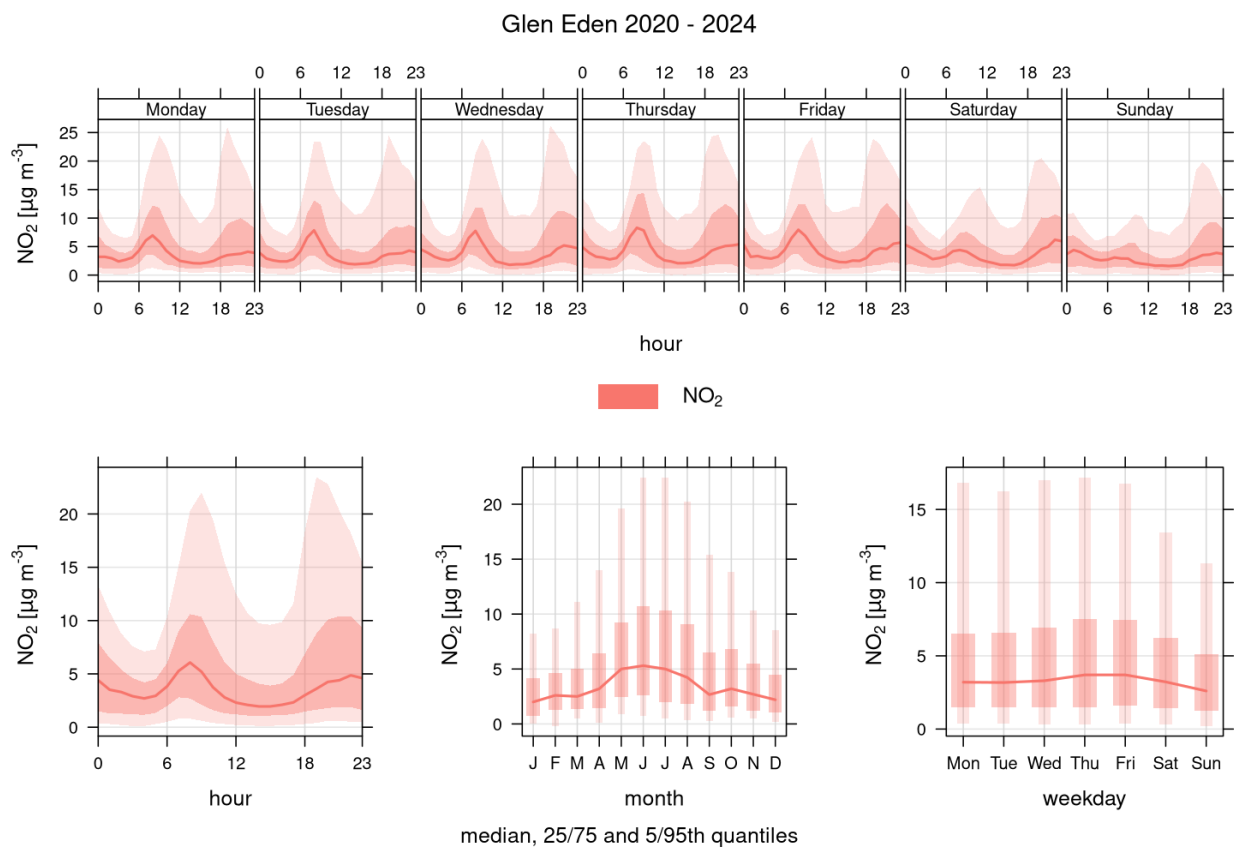 Glen Eden 2020 - 2024
0 6 12 18 23 0 6 12 18 23 0 6 12 18 23
Monday Tuesday Wednesday Thursday Friday Saturday Sunday
NO₂ [µg m⁻³]
25
20
15
10
5
0
0 6 12 18 23 0 6 12 18 23 0 6 12 18 23 0 6 12 18 23
hour
NO₂
NO₂ [µg m⁻³]
20
15
10
5
0
0 6 12 18 23
hour
NO₂ [µg m⁻³]
20
15
10
5
0
J F M A M J J A S O N D
month
NO₂ [µg m⁻³]
15
10
5
0
Mon Tue Wed Thu Fri Sat Sun
weekday
median, 25/75 and 5/95th quantiles